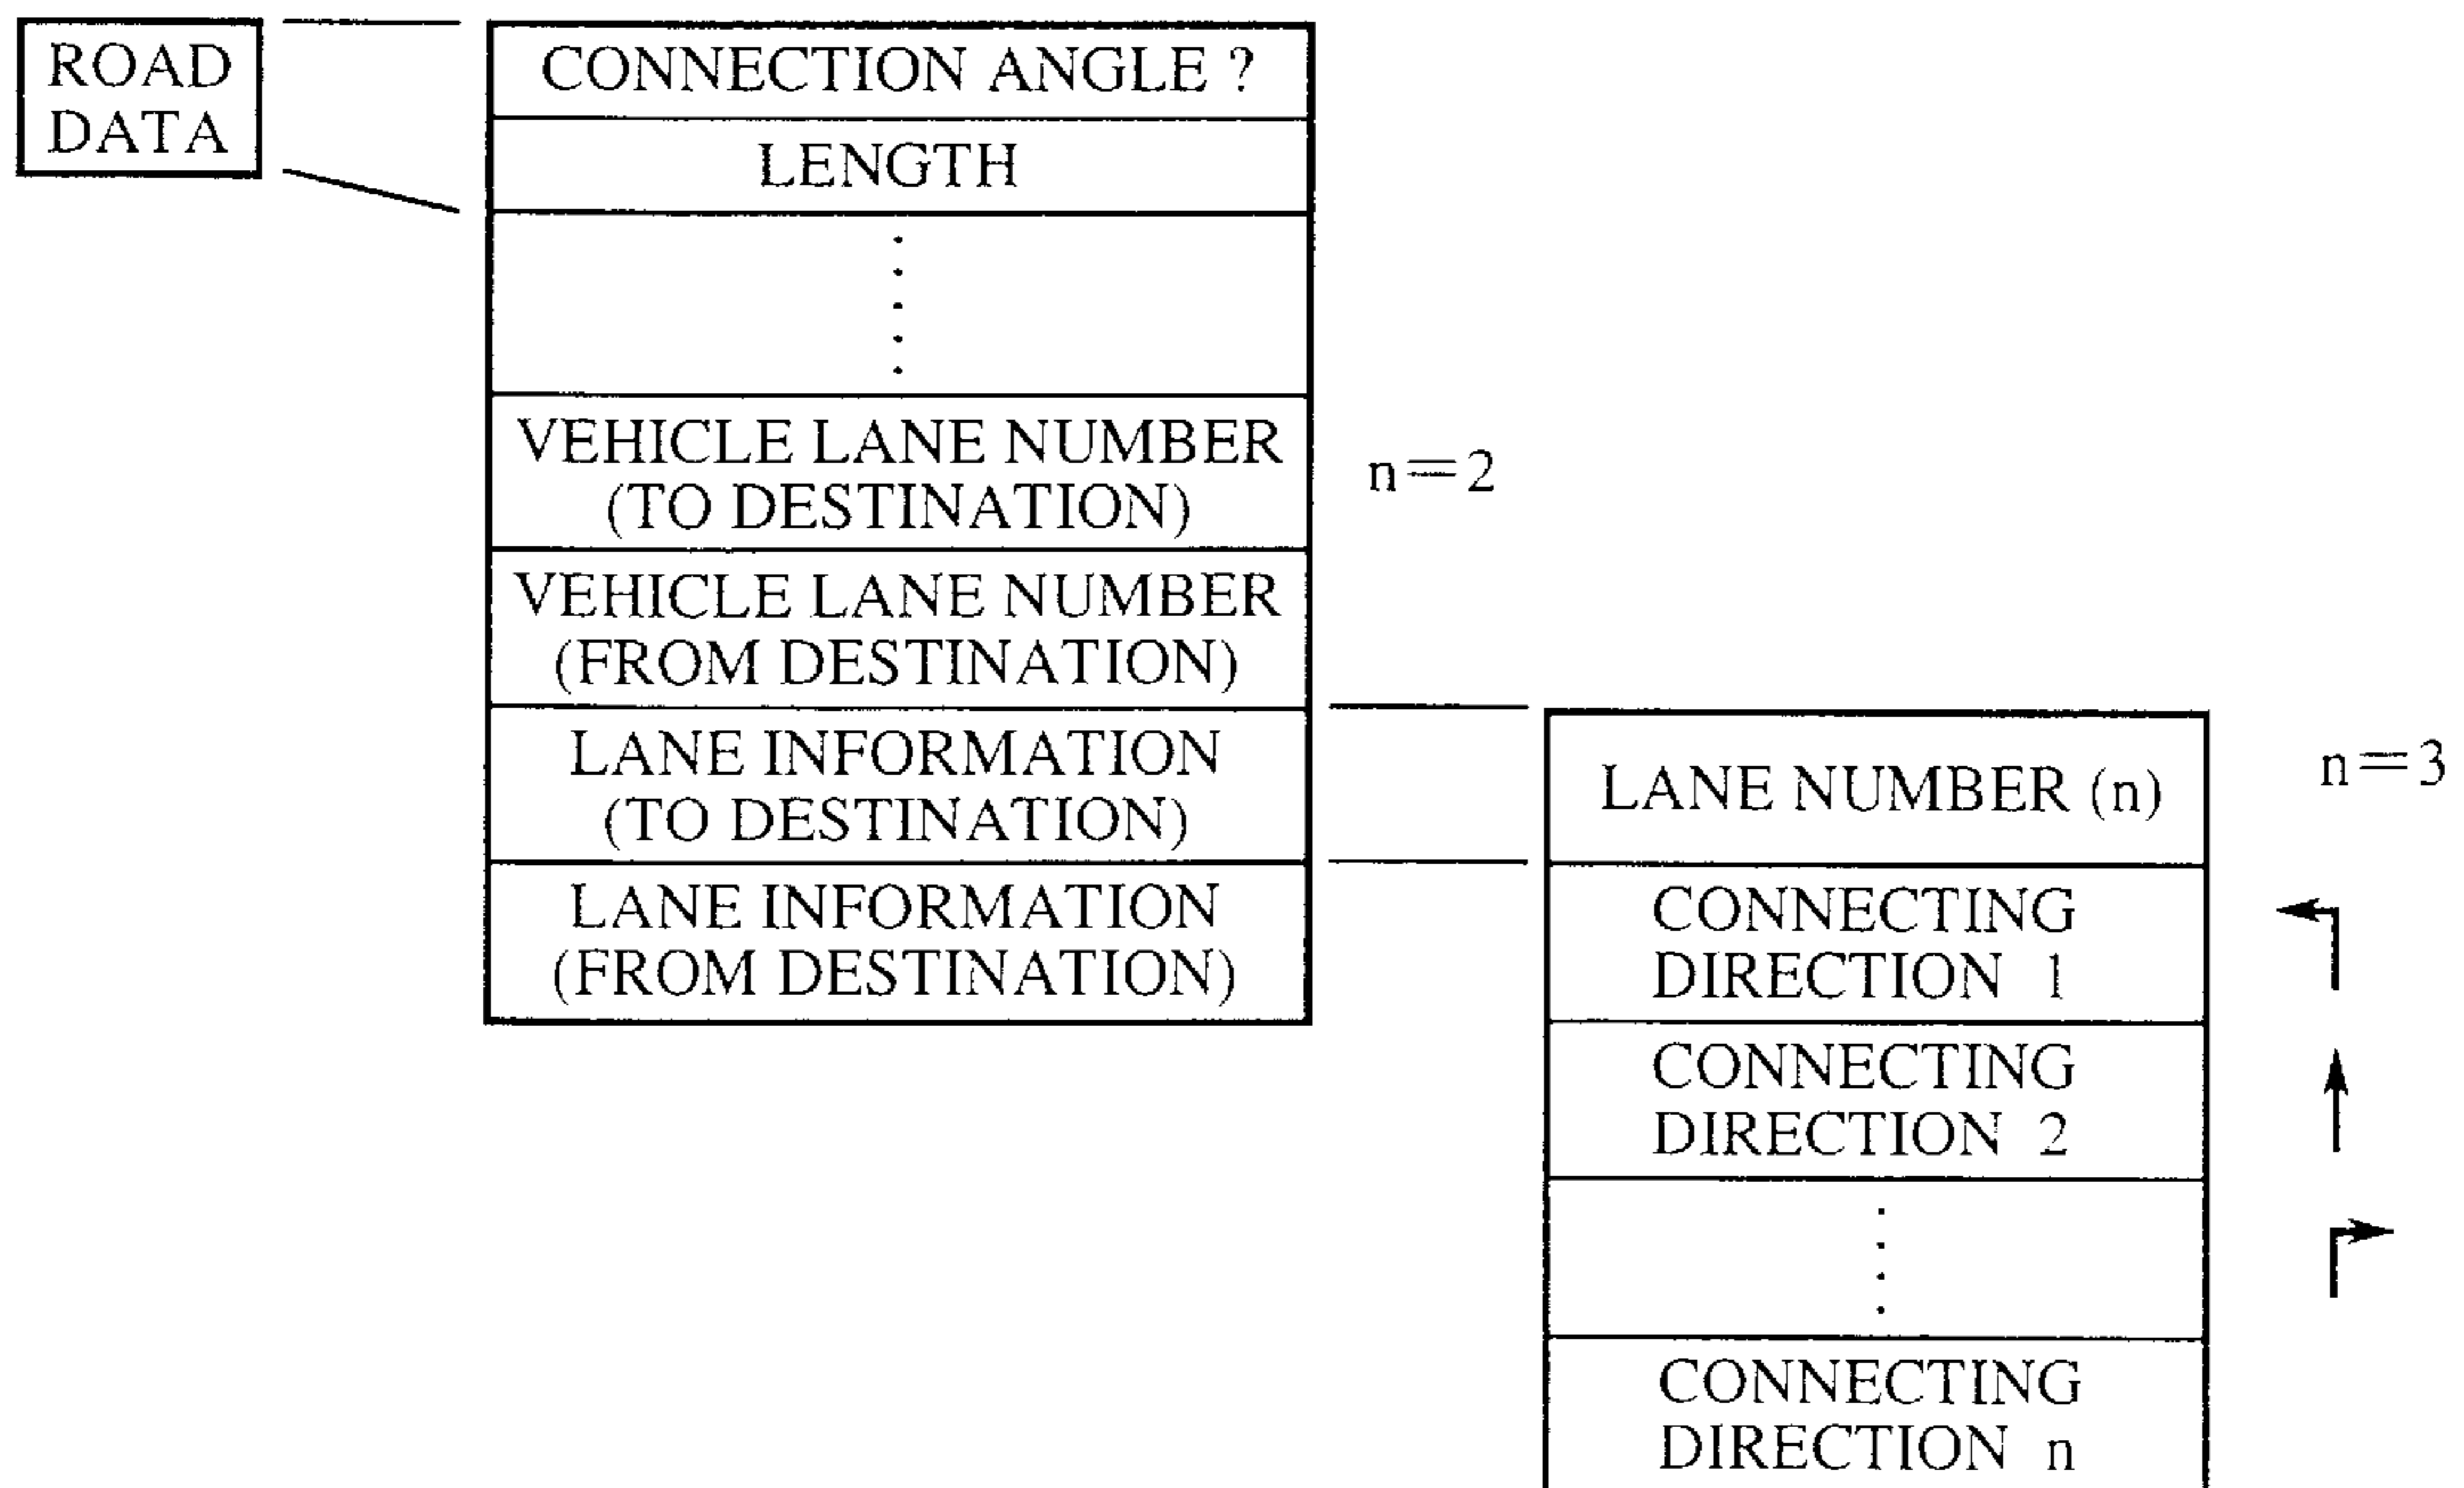 ROAD
DATA
CONNECTION ANGLE ?
LENGTH
VEHICLE LANE NUMBER
(TO DESTINATION)
n=2
VEHICLE LANE NUMBER
(FROM DESTINATION)
LANE INFORMATION
(TO DESTINATION)
LANE INFORMATION
(FROM DESTINATION)
LANE NUMBER (n)
n=3
CONNECTING
DIRECTION 1
CONNECTING
DIRECTION 2
CONNECTING
DIRECTION n